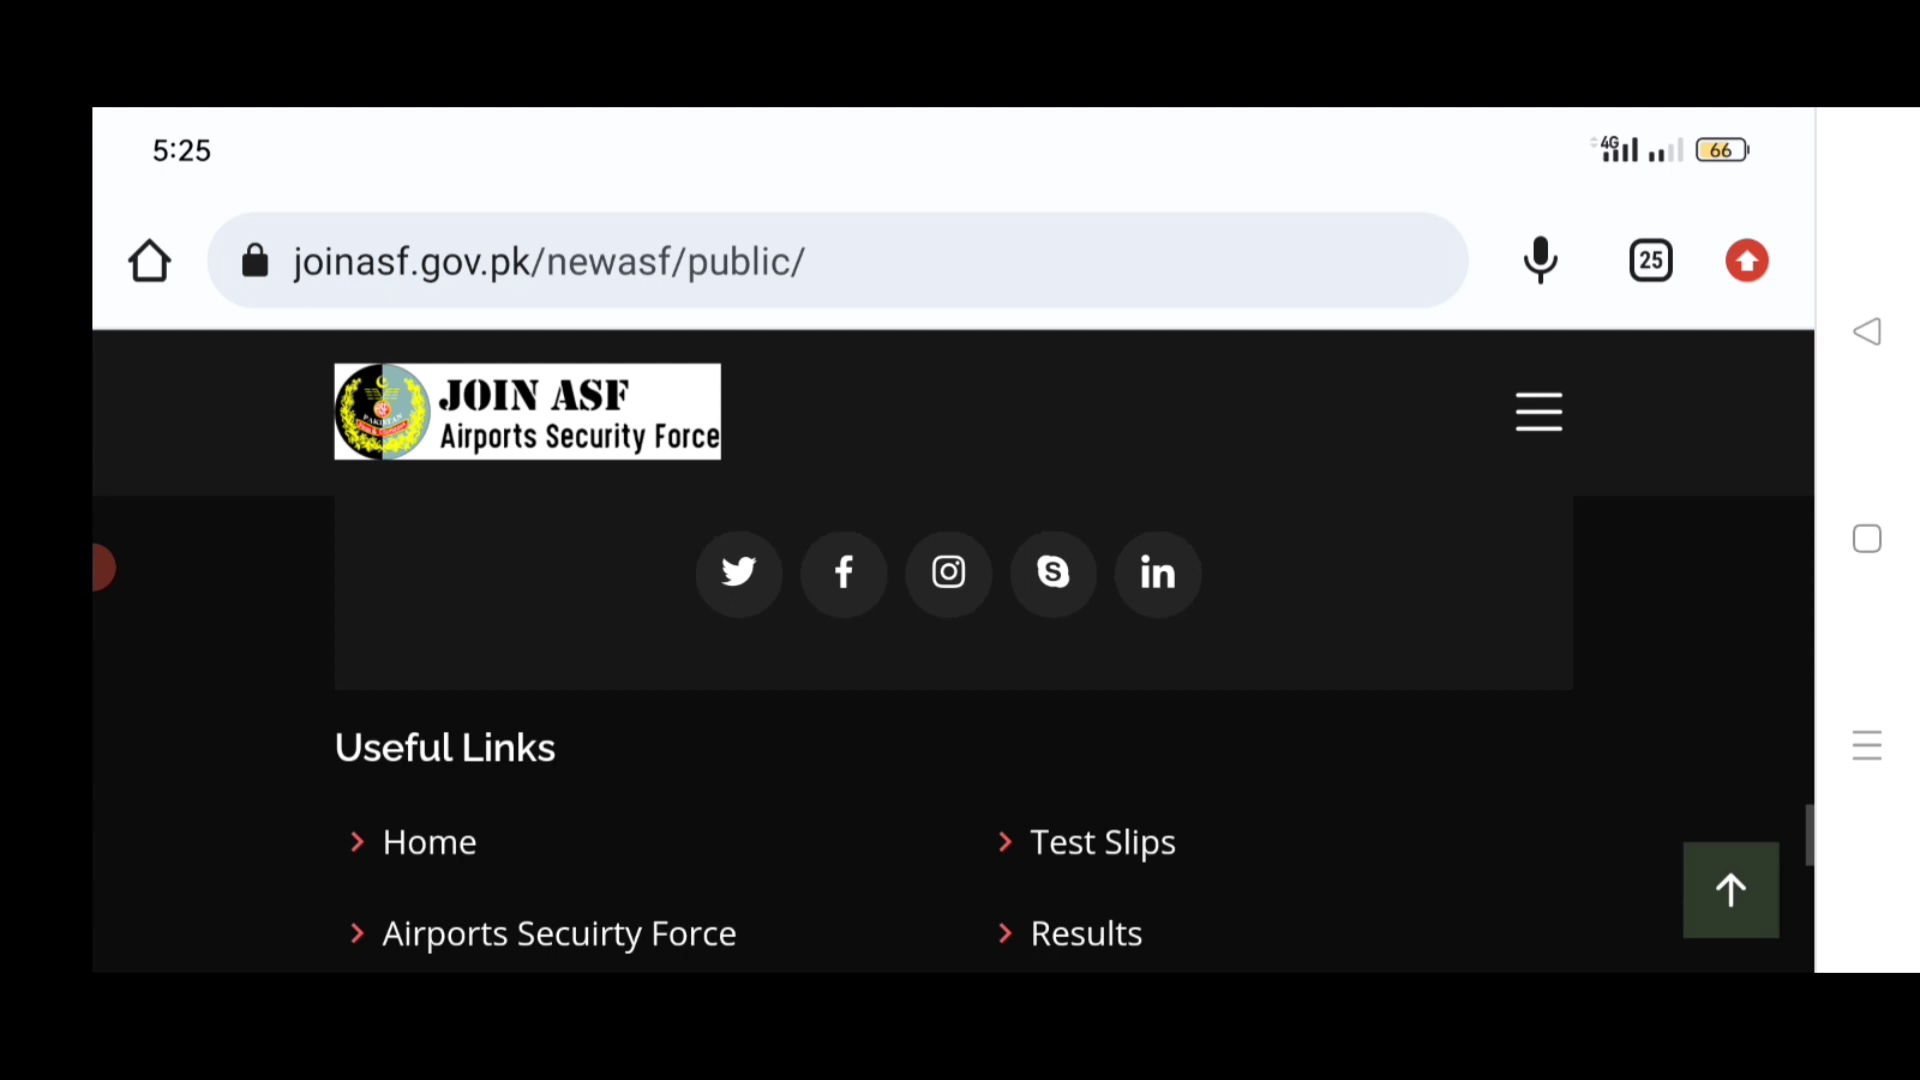 5:25
4G
66
joinasf.gov.pk/newasf/public/
25
JOIN ASF
Airports Security Force
Useful Links
Home
Test Slips
Airports Secuirty Force
Results